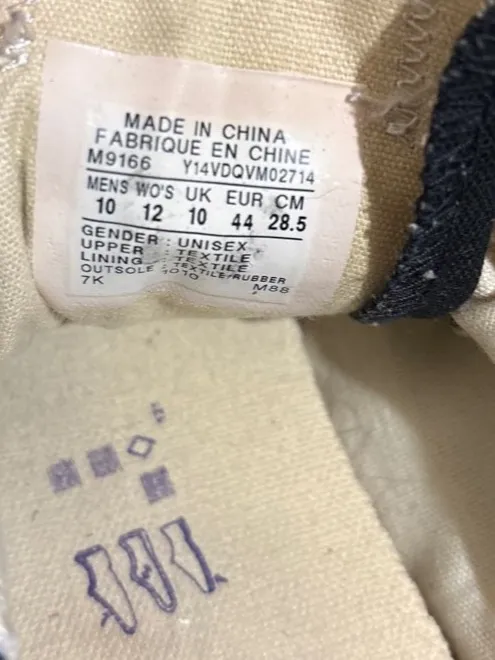 MADE IN CHINA
FABRIQUE EN CHINE
M9166 Y14VDQVM02714
MENS WO'S UK EUR CM
10 12 10 44 28.5
GENDER : UNISEX
UPPER : TEXTILE
LINING : TEXTILE
OUTSOLE : TEXTILE/RUBBER
7K 1010 M88